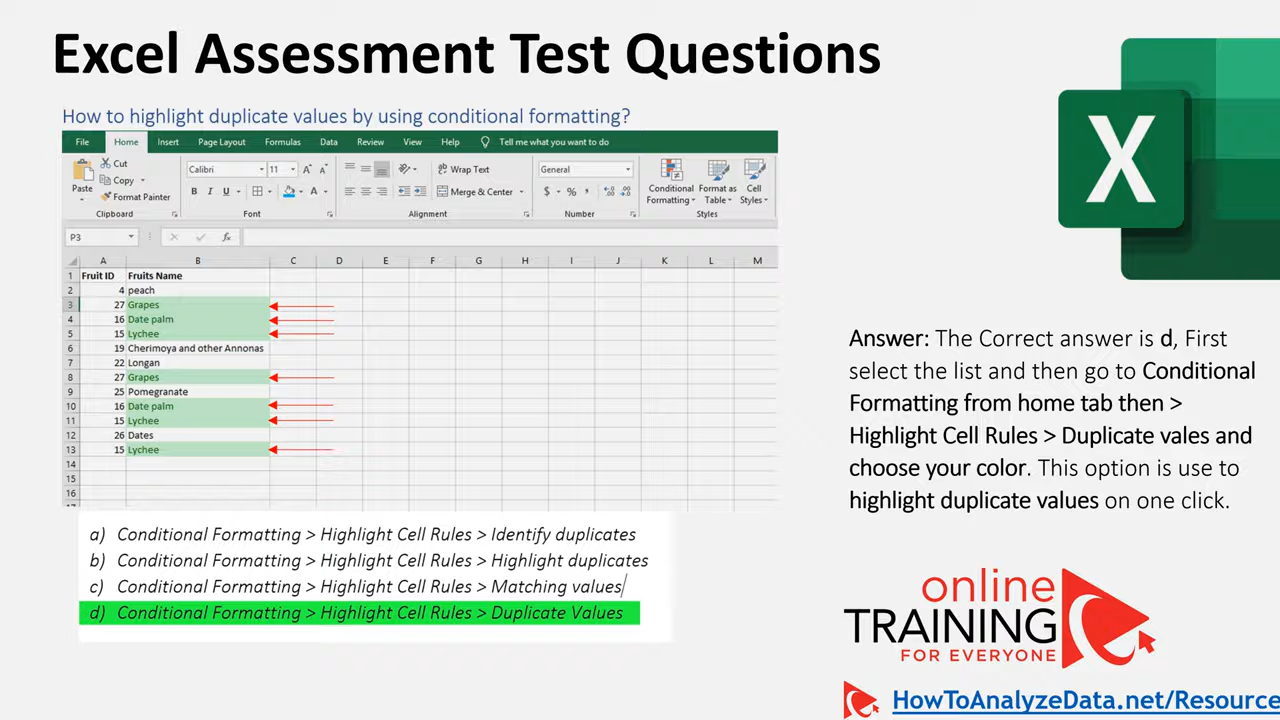 Excel Assessment Test Questions
How to highlight duplicate values by using conditional formatting?
File Home Insert Page Layout Formulas Data Review View Help Tell me what you want to do
Paste
Cut
Copy
Format Painter
Clipboard
Calibri 11
B I U
Font
Wrap Text
Merge & Center
Alignment
General
$ % ,
Number
Conditional Formatting
Format as Table
Cell Styles
Styles
P3 fx
A B C D E F G H I J K L M
1 Fruit ID Fruits Name
2 4 peach
3 27 Grapes
4 16 Date palm
5 15 Lychee
6 19 Cherimoya and other Annonas
7 22 Longan
8 27 Grapes
9 25 Pomegranate
10 16 Date palm
11 15 Lychee
12 26 Dates
13 15 Lychee
14
15
16
a) Conditional Formatting > Highlight Cell Rules > Identify duplicates
b) Conditional Formatting > Highlight Cell Rules > Highlight duplicates
c) Conditional Formatting > Highlight Cell Rules > Matching values
d) Conditional Formatting > Highlight Cell Rules > Duplicate Values
X
Answer: The Correct answer is d, First
select the list and then go to Conditional
Formatting from home tab then >
Highlight Cell Rules > Duplicate vales and
choose your color. This option is use to
highlight duplicate values on one click.
online
TRAINING
FOR EVERYONE
HowToAnalyzeData.net/Resource